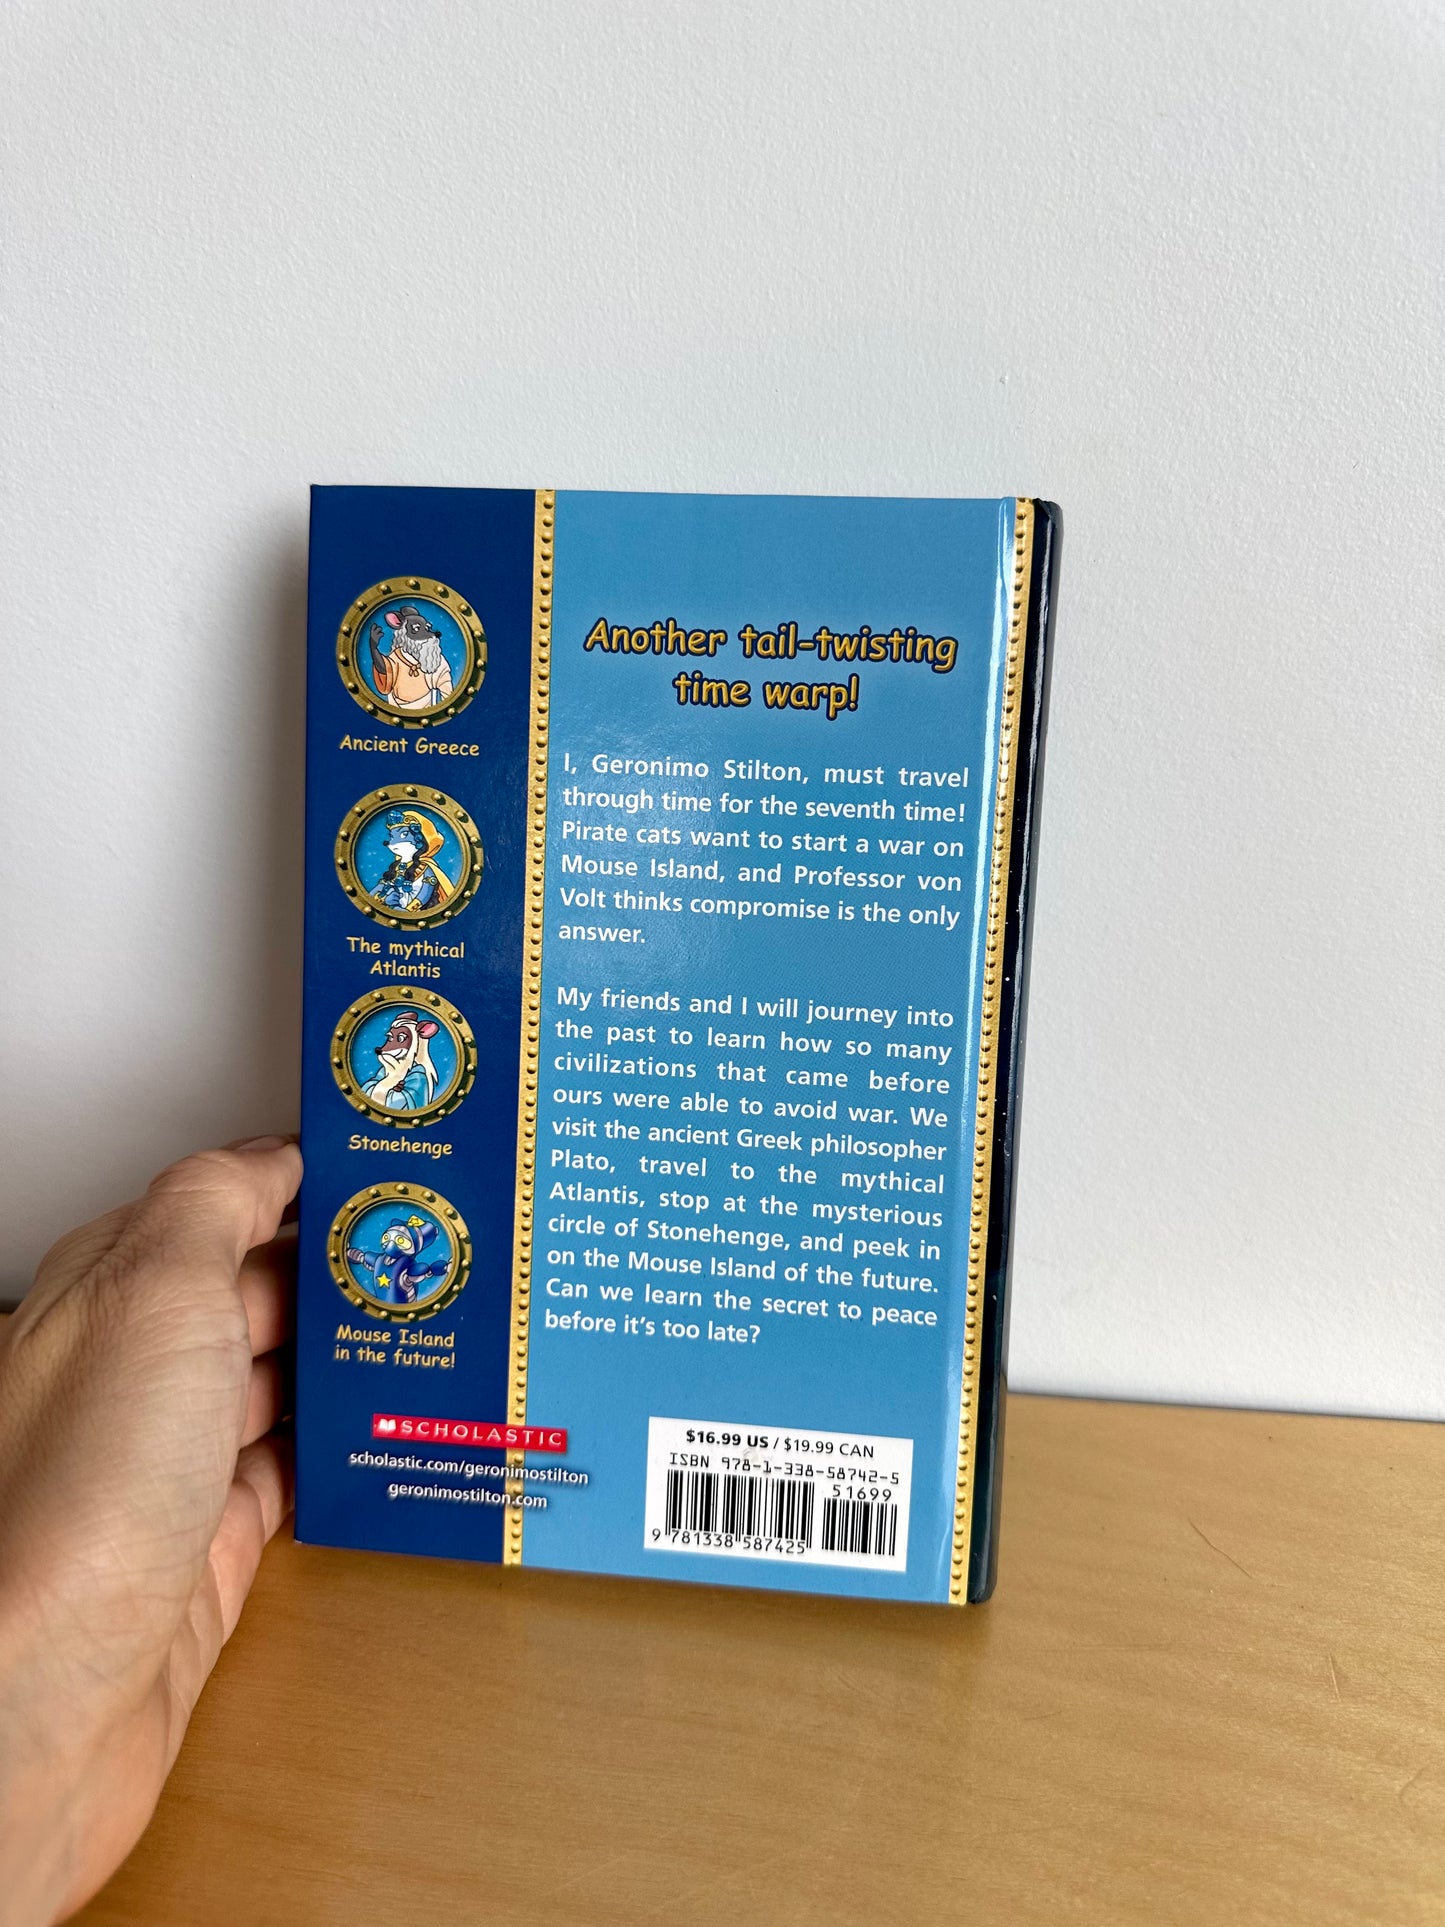 Another tail-twisting
time warp!
I, Geronimo Stilton, must travel
through time for the seventh time!
Pirate cats want to start a war on
Mouse Island, and Professor von
Volt thinks compromise is the only
answer.
My friends and I will journey into
the past to learn how so many
civilizations that came before
ours were able to avoid war. We
visit the ancient Greek philosopher
Plato, travel to the mythical
Atlantis, stop at the mysterious
circle of Stonehenge, and peek in
on the Mouse Island of the future.
Can we learn the secret to peace
before it's too late?
Ancient Greece
The mythical
Atlantis
Stonehenge
Mouse Island
in the future!
SCHOLASTIC
scholastic.com/geronimostilton
geronimostilton.com
$16.99 US / $19.99 CAN
ISBN 978-1-338-58742-5
51699
9 781338 587425